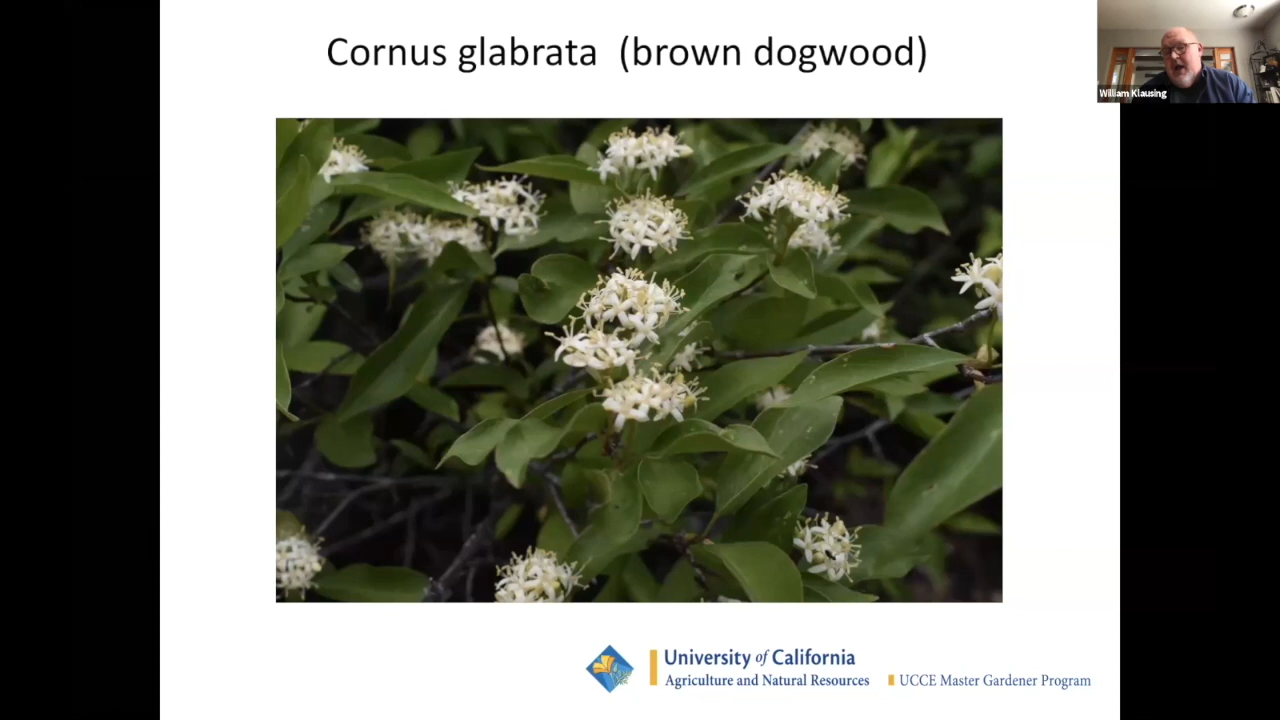 Cornus glabrata (brown dogwood)
William Klausing
University of California
Agriculture and Natural Resources
UCCE Master Gardener Program